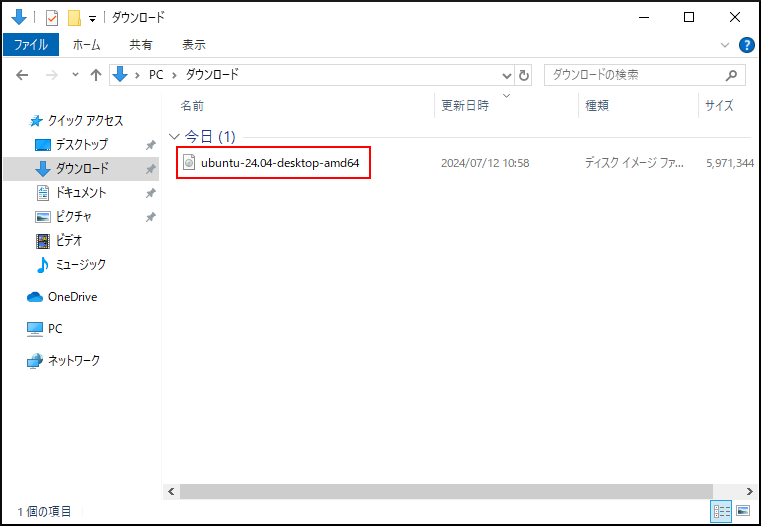 ダウンロード
ファイル ホーム 共有 表示
PC ダウンロード ダウンロードの検索
名前 更新日時 種類 サイズ
クイック アクセス
今日 (1)
デスクトップ
ubuntu-24.04-desktop-amd64 2024/07/12 10:58 ディスク イメージ ファ... 5,971,344
ダウンロード
ドキュメント
ピクチャ
ビデオ
ミュージック
OneDrive
PC
ネットワーク
1 個の項目